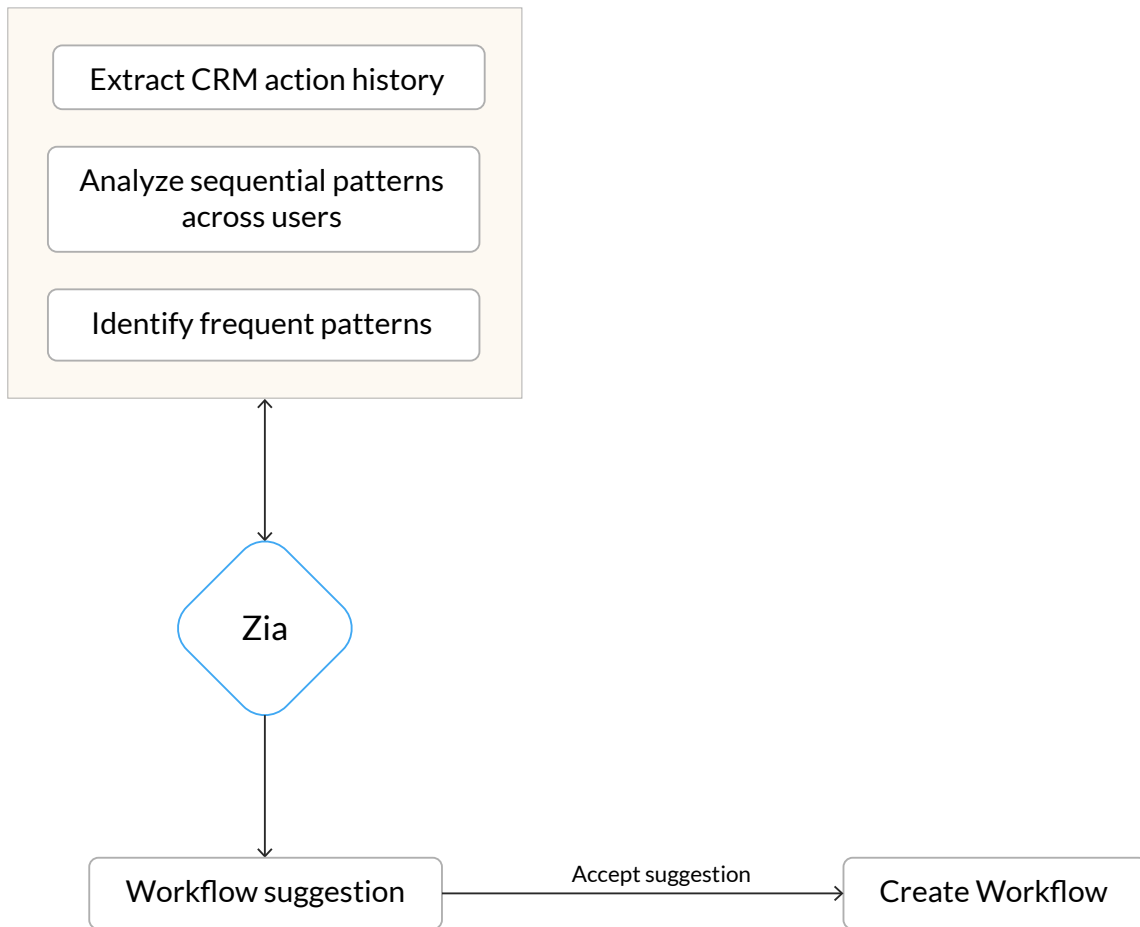 Extract CRM action history
Analyze sequential patterns
across users
Identify frequent patterns
Zia
Workflow suggestion
Accept suggestion
Create Workflow